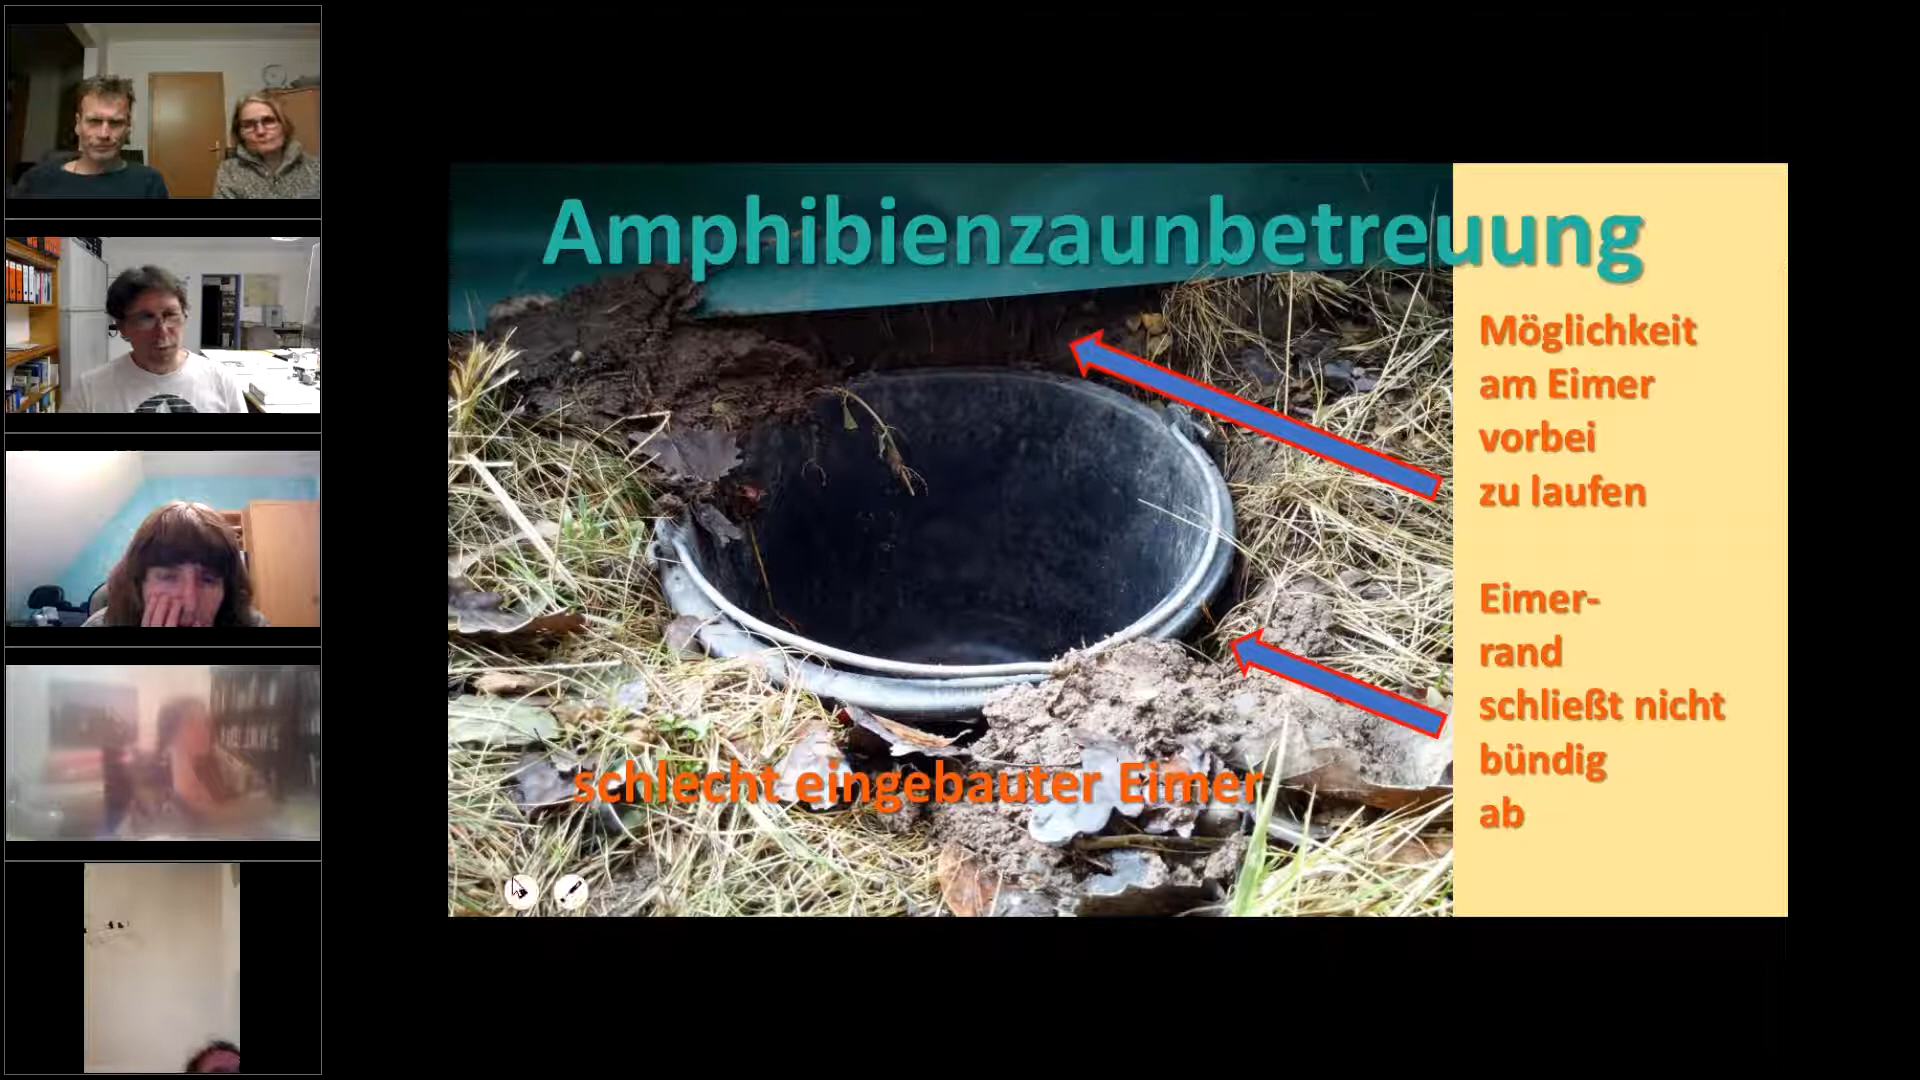 Amphibienzaunbetreuung
Möglichkeit
am Eimer
vorbei
zu laufen
Eimer-
rand
schließt nicht
bündig
ab
schlecht eingebauter Eimer